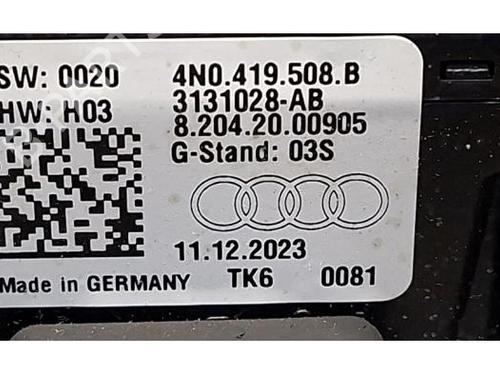 SW: 0020 4N0.419.508.B
HW: H03 3131028-AB
8.204.20.00905
G-Stand: 03S
11.12.2023
Made in GERMANY TK6 0081